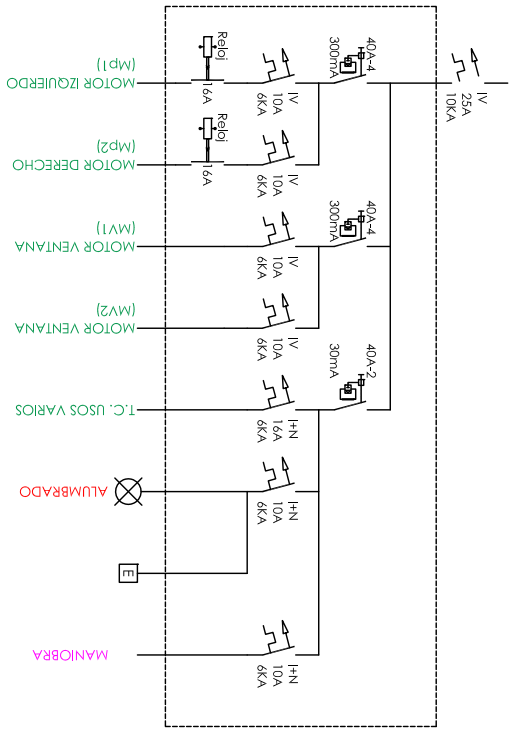 IV
25A
10KA
40A-4
300mA
IV
10A
6KA
Reloj
16A
MOTOR IZQUIERDO
(Mp1)
IV
10A
6KA
Reloj
16A
MOTOR DERECHO
(Mp2)
40A-4
300mA
IV
10A
6KA
MOTOR VENTANA
(MV1)
IV
10A
6KA
MOTOR VENTANA
(MV2)
40A-2
30mA
I+N
16A
6KA
T.C. USOS VARIOS
I+N
10A
6KA
ALUMBRADO
E
I+N
10A
6KA
MANIOBRA